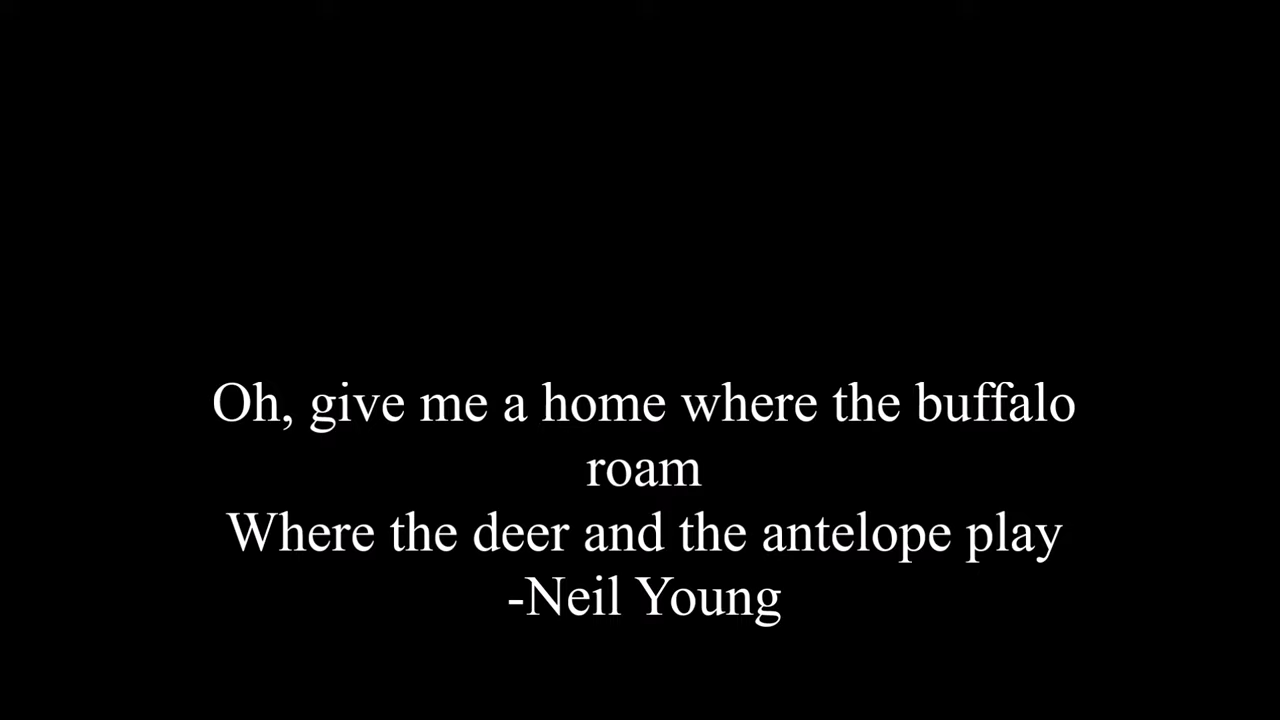 Oh, give me a home where the buffalo
roam
Where the deer and the antelope play
-Neil Young